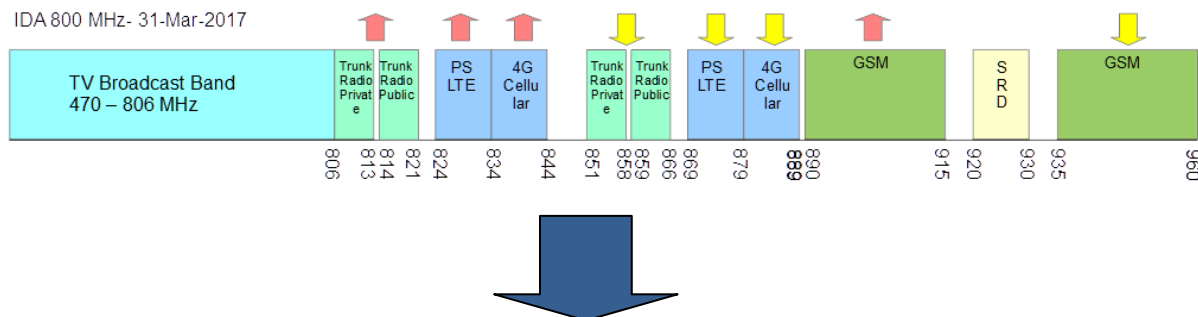 IDA 800 MHz- 31-Mar-2017
TV Broadcast Band
470 – 806 MHz
Trunk
Radio
Privat
e
Trunk
Radio
Public
PS
LTE
4G
Cellu
lar
Trunk
Radio
Privat
e
Trunk
Radio
Public
PS
LTE
4G
Cellu
lar
GSM
S
R
D
GSM
806
813
814
821
824
834
844
851
858
859
866
869
879
889
890
915
920
930
935
960